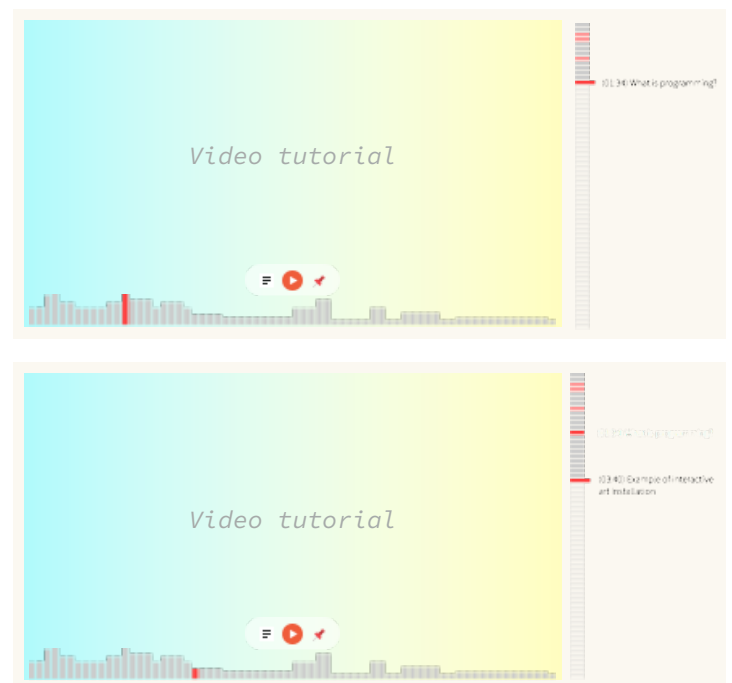 (01:34) What is programming?
Video tutorial
Video tutorial
(03:40) Example of interactive
art installation